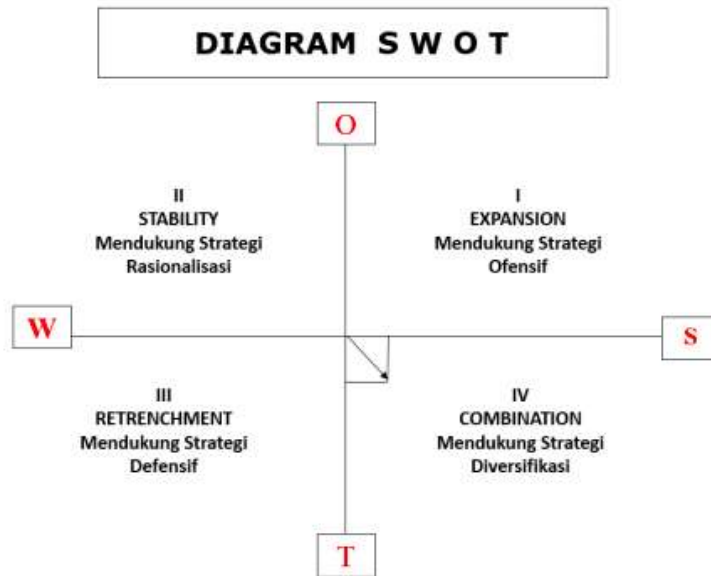 DIAGRAM S W O T
O
II
STABILITY
Mendukung Strategi
Rasionalisasi
I
EXPANSION
Mendukung Strategi
Ofensif
W
S
III
RETRENCHMENT
Mendukung Strategi
Defensif
IV
COMBINATION
Mendukung Strategi
Diversifikasi
T